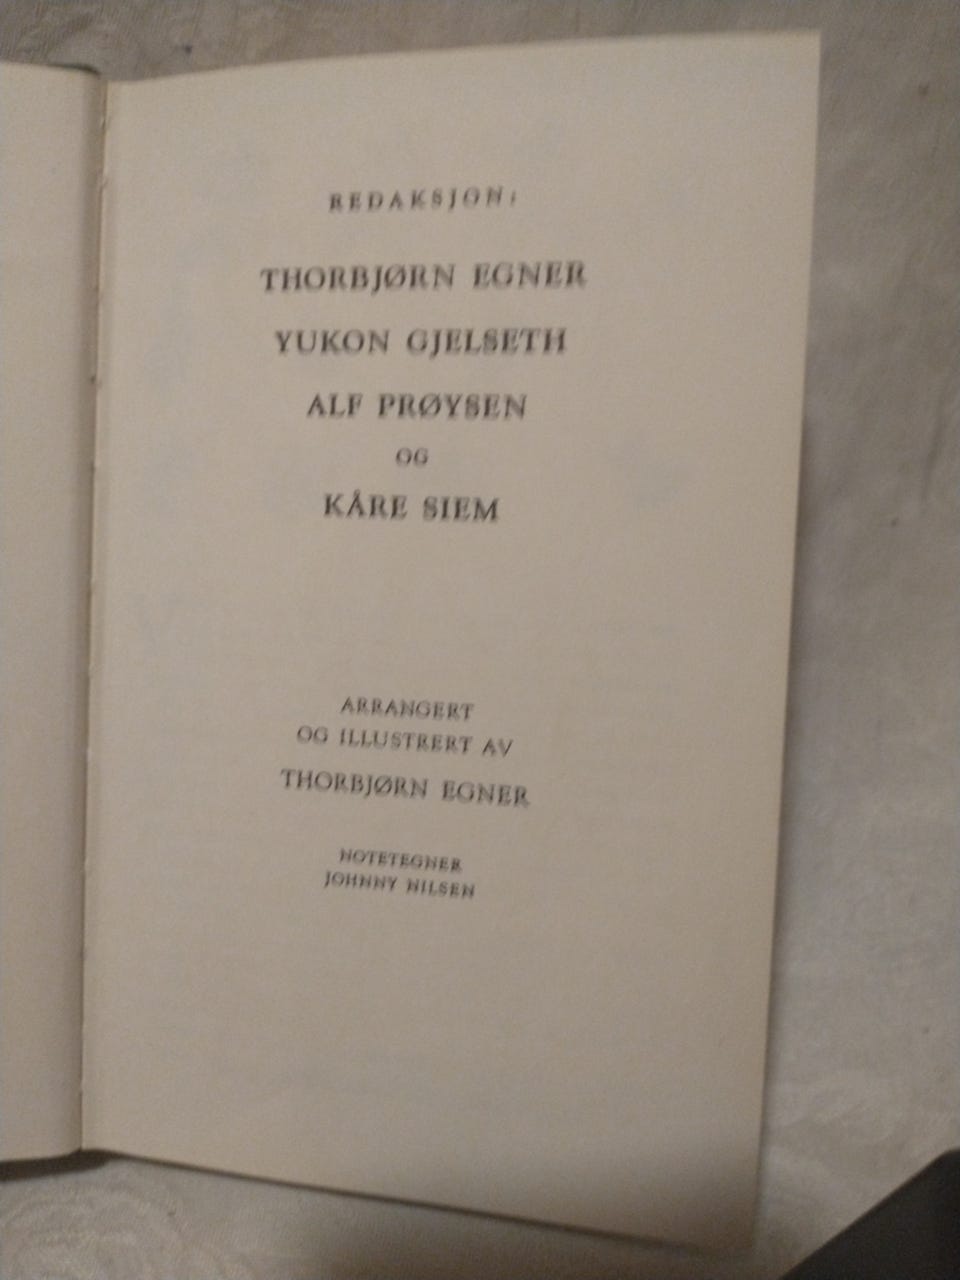 REDAKSJON:
THORBJØRN EGNER
YUKON GJELSETH
ALF PRØYSEN
OG
KÅRE SIEM
ARRANGERT
OG ILLUSTRERT AV
THORBJØRN EGNER
NOTETEGNER
JOHNNY NILSEN